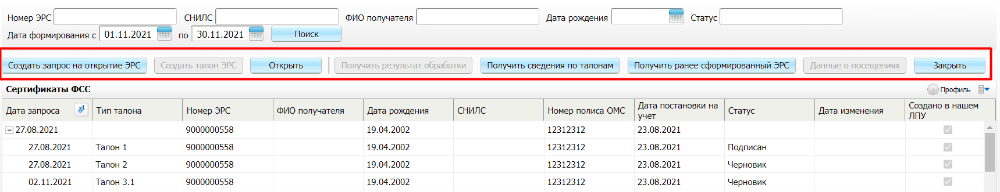 Номер ЭРС СНИЛС ФИО получателя Дата рождения Статус
Дата формирования с 01.11.2021 по 30.11.2021 Поиск
Создать запрос на открытие ЭРС Создать талон ЭРС Открыть Получить результат обработки Получить сведения по талонам Получить ранее сформированный ЭРС Данные о посещениях Закрыть
Сертификаты ФСС Профиль
Дата запроса 1 Тип талона Номер ЭРС ФИО получателя Дата рождения СНИЛС Номер полиса ОМС Дата постановки на учет Статус Дата изменения Создано в нашем ЛПУ
27.08.2021 9000000558 19.04.2002 12312312 23.08.2021
27.08.2021 Талон 1 9000000558 19.04.2002 12312312 23.08.2021 Подписан
27.08.2021 Талон 2 9000000558 19.04.2002 12312312 23.08.2021 Черновик
02.11.2021 Талон 3.1 9000000558 19.04.2002 12312312 23.08.2021 Черновик